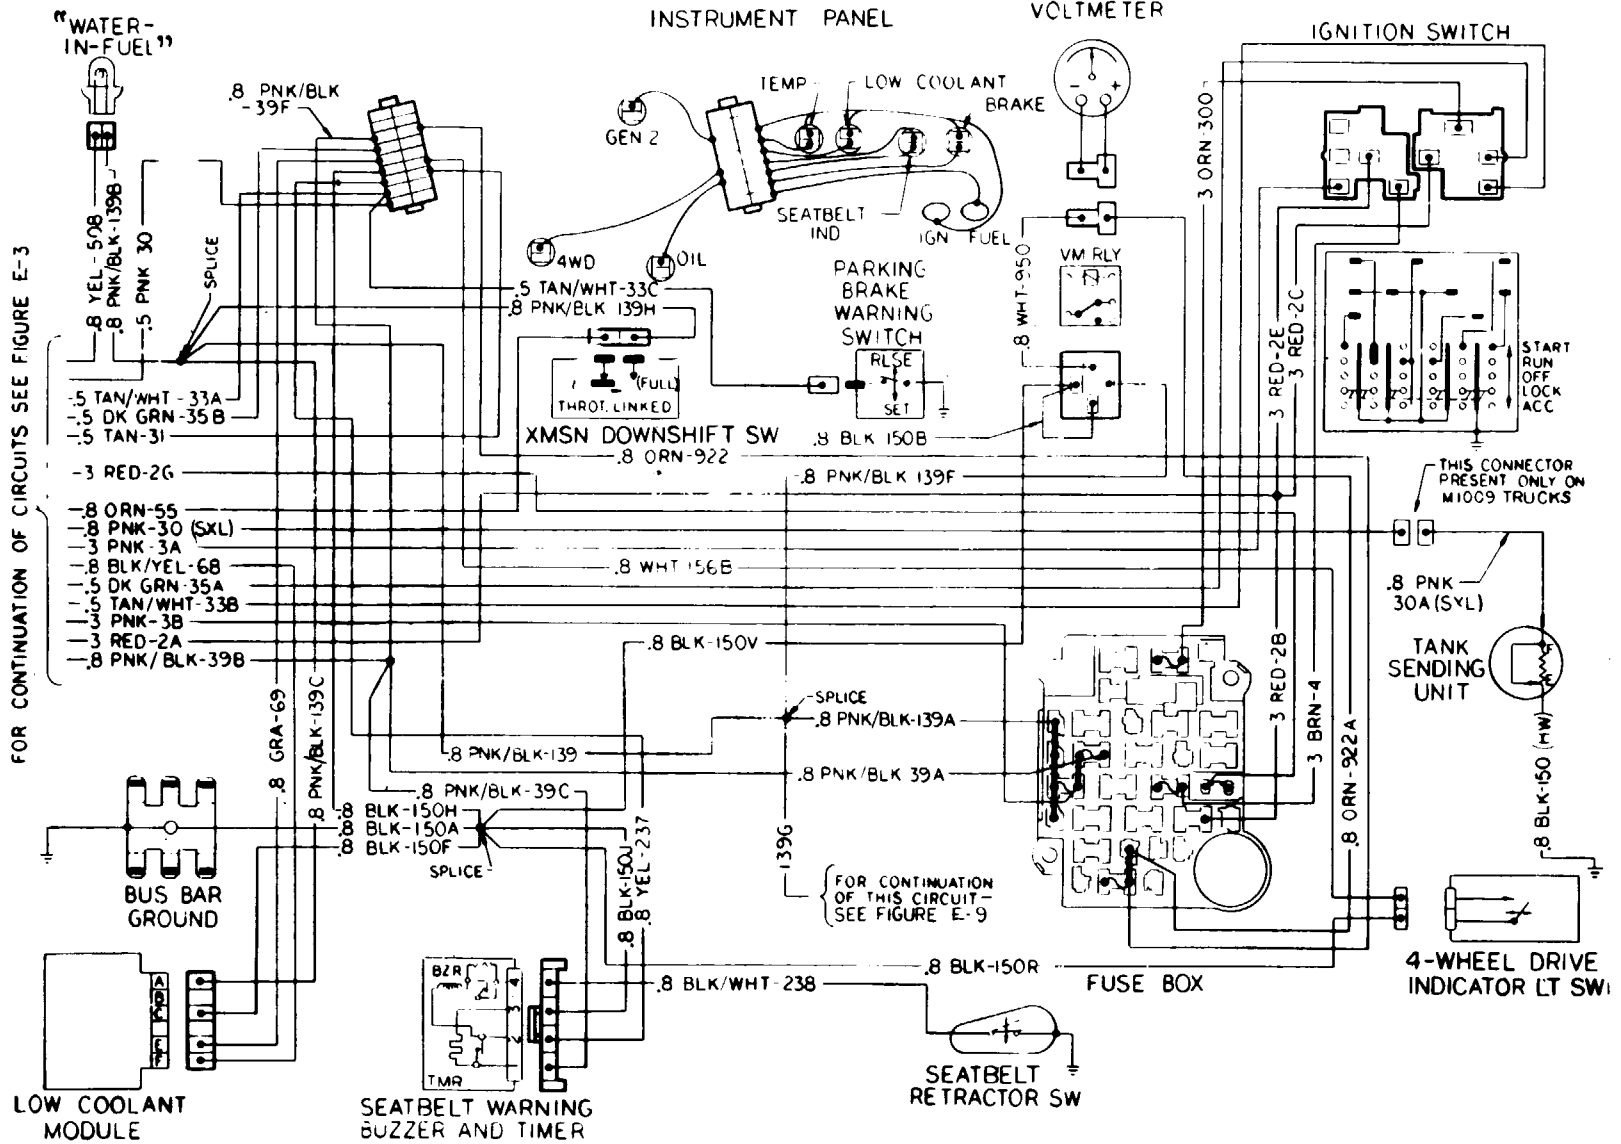 "WATER-
IN-FUEL"
INSTRUMENT PANEL
VOLTMETER
IGNITION SWITCH
.8 PNK/BLK
-39F
GEN 2
TEMP
LOW COOLANT
BRAKE
SEATBELT
IND
IGN FUEL
4WD
OIL
- +
3 ORN 300
.8 YEL-508
.8 PNK/BLK-139B
.5 PNK 30
SPLICE
FOR CONTINUATION OF CIRCUITS SEE FIGURE E-3
.5 TAN/WHT-33C
.8 PNK/BLK 139H
(FULL)
THROT. LINKED
XMSN DOWNSHIFT SW
PARKING
BRAKE
WARNING
SWITCH
RLSE
SET
.8 WHT-950
VM RLY
3 RED-2E
3 RED-2C
START
RUN
OFF
LOCK
ACC
.5 TAN/WHT-33A
.5 DK GRN-35B
.5 TAN-31
3 RED-2G
.8 ORN-55
.8 PNK-30 (SXL)
3 PNK-3A
.8 BLK/YEL-68
.5 DK GRN-35A
.5 TAN/WHT-33B
3 PNK-3B
3 RED-2A
.8 PNK/BLK-39B
.8 BLK 150B
.8 ORN-922
.8 PNK/BLK 139F
.8 WHT 156B
.8 BLK-150V
THIS CONNECTOR
PRESENT ONLY ON
M1009 TRUCKS
.8 PNK
30A (SXL)
TANK
SENDING
UNIT
F
E
.8 BLK-150 (HW)
3 RED-2B
3 BRN-4
.8 ORN-922A
SPLICE
.8 PNK/BLK-139A
.8 PNK/BLK-139
.8 PNK/BLK 39A
.8 PNK/BLK-39C
.8 GRA-69
.8 PNK/BLK-139C
.8 BLK-150H
.8 BLK-150A
.8 BLK-150F
SPLICE
.8 BLK-150J
.8 YEL-237
139G
FOR CONTINUATION
OF THIS CIRCUIT-
SEE FIGURE E-9
BUS BAR
GROUND
FUSE BOX
.8 BLK-150R
.8 BLK/WHT-238
4-WHEEL DRIVE
INDICATOR LT SW
A
B
C
E
F
LOW COOLANT
MODULE
BZR
TMR
4
3
2
SEATBELT WARNING
BUZZER AND TIMER
SEATBELT
RETRACTOR SW